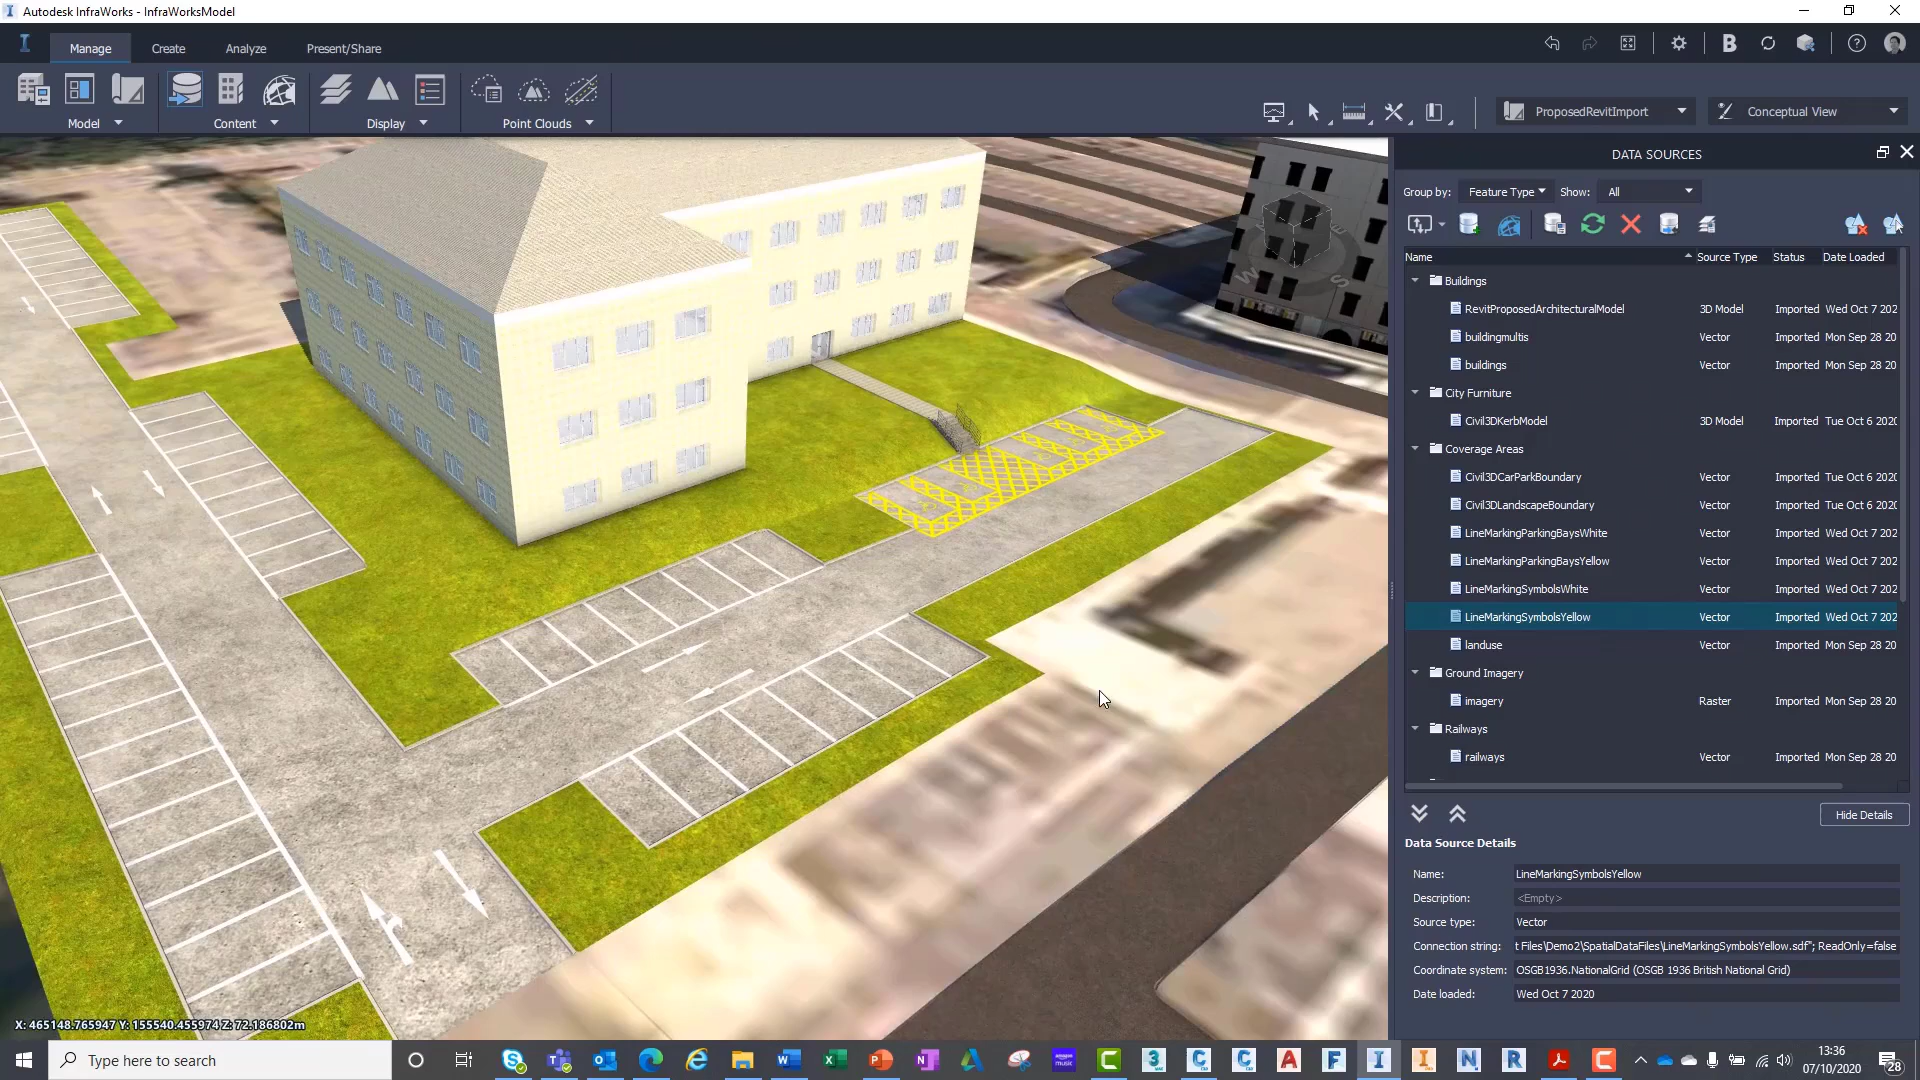 Autodesk InfraWorks - InfraWorksModel
Manage Create Analyze Present/Share
Model Content Display Point Clouds
ProposedRevitImport Conceptual View
DATA SOURCES
Group by: Feature Type Show: All
Name Source Type Status Date Loaded
Buildings
RevitProposedArchitecturalModel 3D Model Imported Wed Oct 7 202
buildingmultis Vector Imported Mon Sep 28 20
buildings Vector Imported Mon Sep 28 20
City Furniture
Civil3DKerbModel 3D Model Imported Tue Oct 6 2020
Coverage Areas
Civil3DCarParkBoundary Vector Imported Tue Oct 6 2020
Civil3DLandscapeBoundary Vector Imported Tue Oct 6 2020
LineMarkingParkingBaysWhite Vector Imported Wed Oct 7 202
LineMarkingParkingBaysYellow Vector Imported Wed Oct 7 202
LineMarkingSymbolsWhite Vector Imported Wed Oct 7 202
LineMarkingSymbolsYellow Vector Imported Wed Oct 7 202
landuse Vector Imported Mon Sep 28 20
Ground Imagery
imagery Raster Imported Mon Sep 28 20
Railways
railways Vector Imported Mon Sep 28 20
Hide Details
Data Source Details
Name: LineMarkingSymbolsYellow
Description: <Empty>
Source type: Vector
Connection string: t Files\Demo2\SpatialDataFiles\LineMarkingSymbolsYellow.sdf"; ReadOnly=false
Coordinate system: OSGB1936.NationalGrid (OSGB 1936 British National Grid)
Date loaded: Wed Oct 7 2020
X: 465148.765947 Y: 155540.455974 Z: 72.186802m
Type here to search
13:36
07/10/2020
28